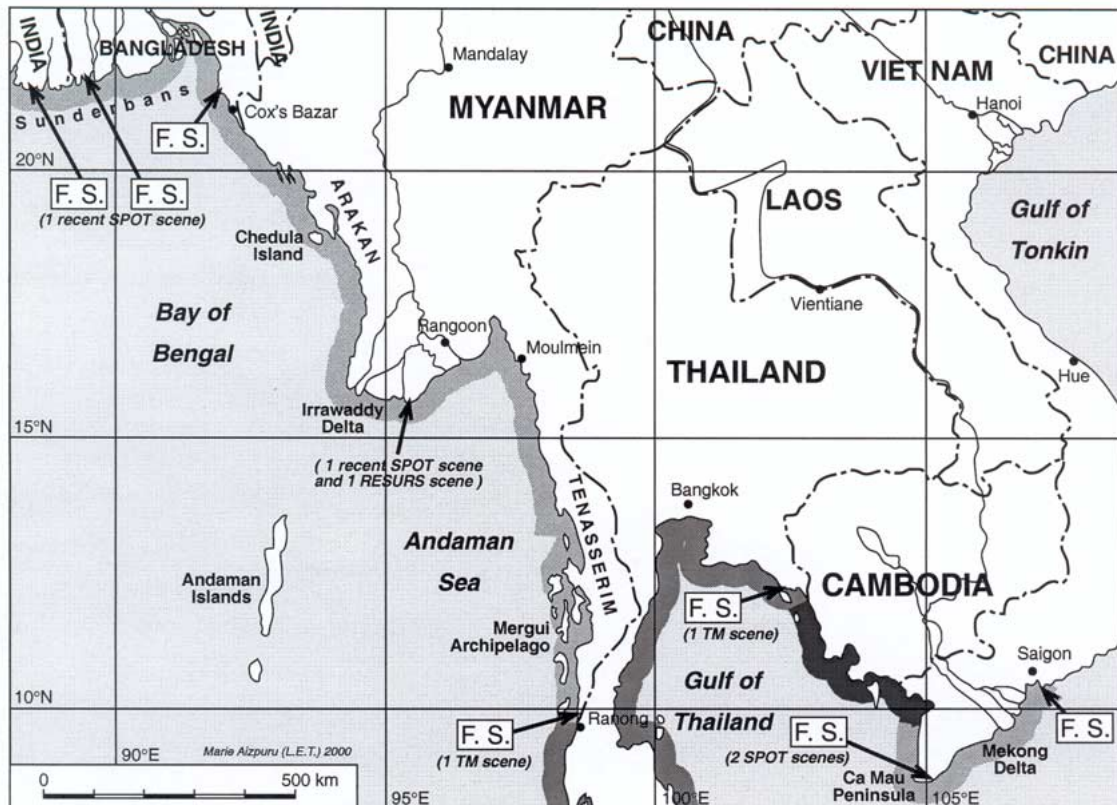 INDIA
BANGLADESH
INDIA
CHINA
CHINA
Mandalay
VIET NAM
Hanoi
MYANMAR
Sunderbans
Cox's Bazar
F. S.
20°N
F. S.
F. S.
(1 recent SPOT scene)
ARAKAN
LAOS
Gulf of
Tonkin
Chedula
Island
Vientiane
Bay of
Bengal
Rangoon
Moulmein
THAILAND
Hue
Irrawaddy
Delta
15°N
( 1 recent SPOT scene
and 1 RESURS scene )
TENASSERIM
Bangkok
Andaman
Sea
Andaman
Islands
CAMBODIA
F. S.
(1 TM scene)
Mergui
Archipelago
Saigon
10°N
Gulf of
Thailand
Ranong
F. S.
(1 TM scene)
F. S.
(2 SPOT scenes)
F. S.
Mekong
Delta
Ca Mau
Peninsula
Marie Aizpuru (L.E.T.) 2000
90°E
0 500 km
95°E
100°E
105°E